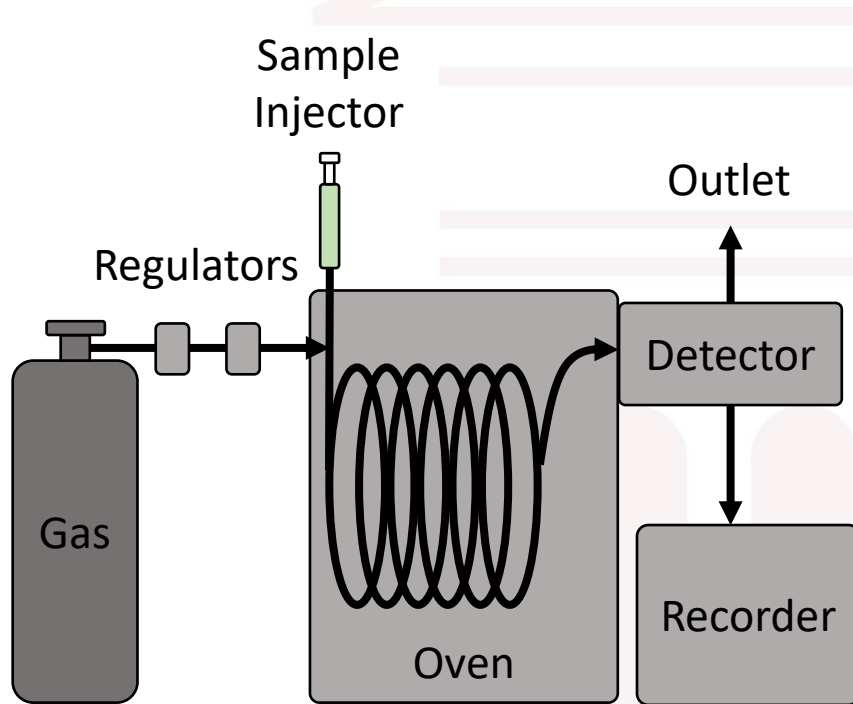 Sample
Injector
Outlet
Regulators
Detector
Gas
Recorder
Oven